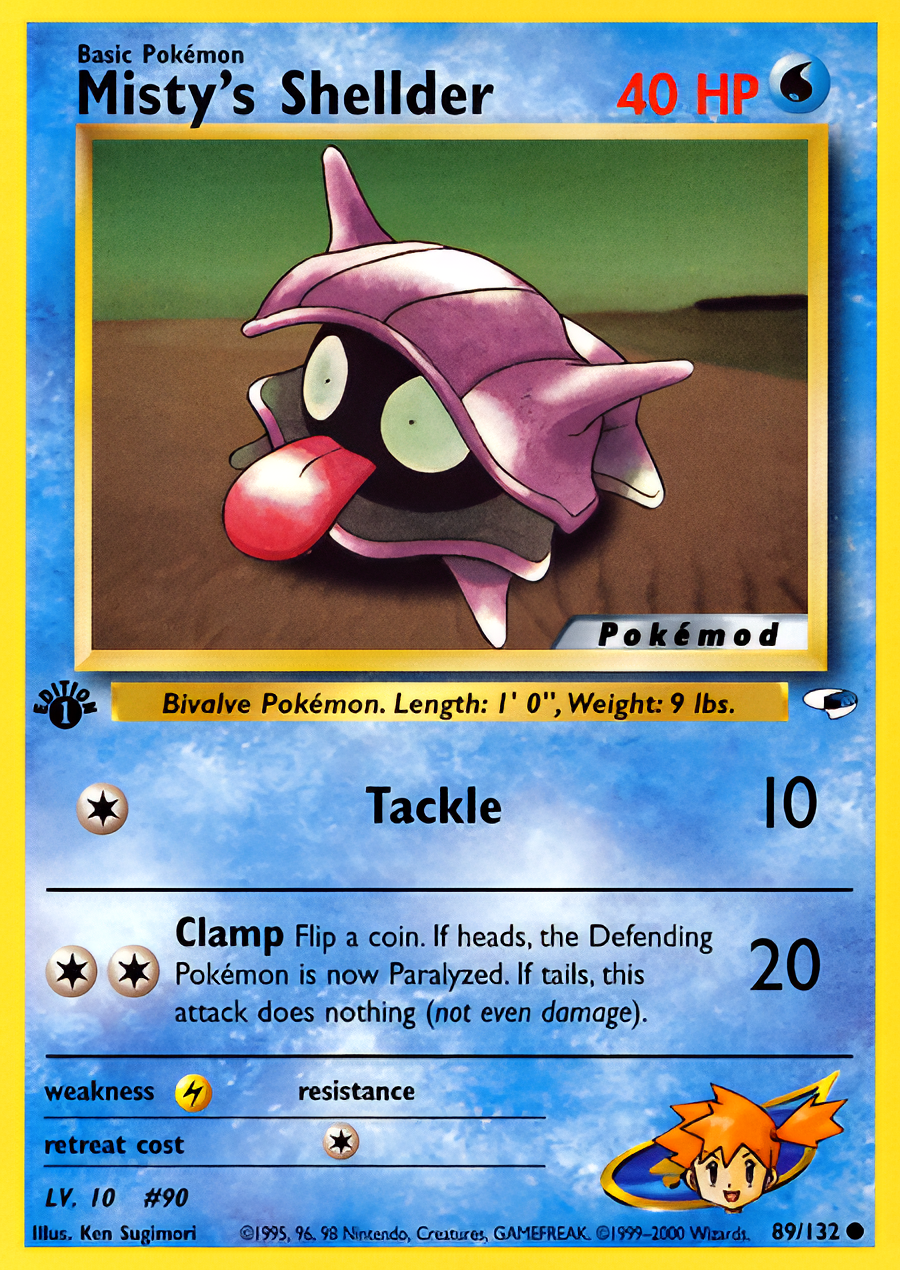 Basic Pokémon
Misty's Shellder
40 HP
Pokémod
EDITION
1
Bivalve Pokémon. Length: 1' 0", Weight: 9 lbs.
Tackle 10
Clamp Flip a coin. If heads, the Defending
Pokémon is now Paralyzed. If tails, this
attack does nothing (not even damage).
20
weakness resistance
retreat cost
LV. 10 #90
Illus. Ken Sugimori ©1995, 96, 98 Nintendo, Creatures, GAMEFREAK. ©1999–2000 Wizards. 89/132